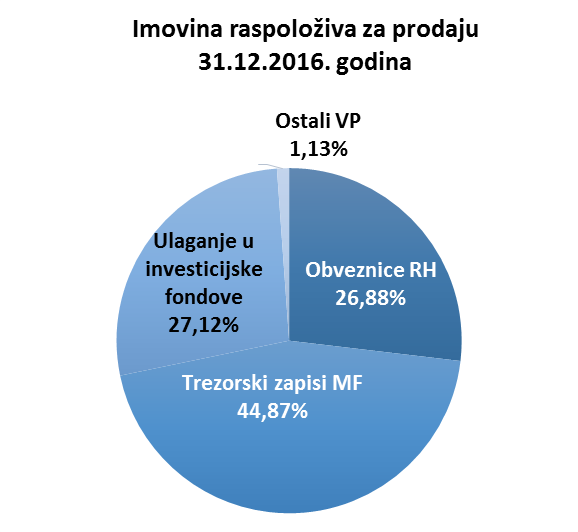 Imovina raspoloživa za prodaju
31.12.2016. godina
Ostali VP
1,13%
Ulaganje u
investicijske
fondove
27,12%
Obveznice RH
26,88%
Trezorski zapisi MF
44,87%